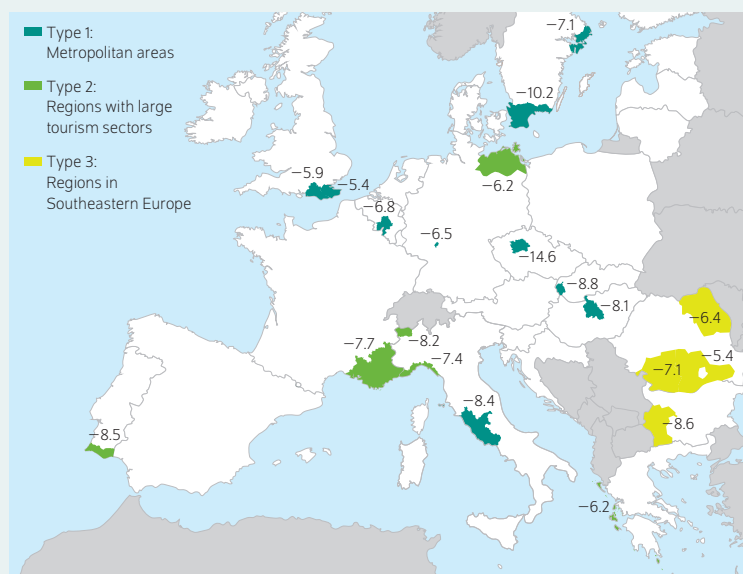 Type 1:
Metropolitan areas
Type 2:
Regions with large
tourism sectors
Type 3:
Regions in
Southeastern Europe
−7.1
−10.2
−5.9
−5.4
−6.2
−6.8
−6.5
−14.6
−8.8
−8.1
−6.4
−7.7
−8.2
−7.4
−5.4
−7.1
−8.4
−8.5
−8.6
−6.2